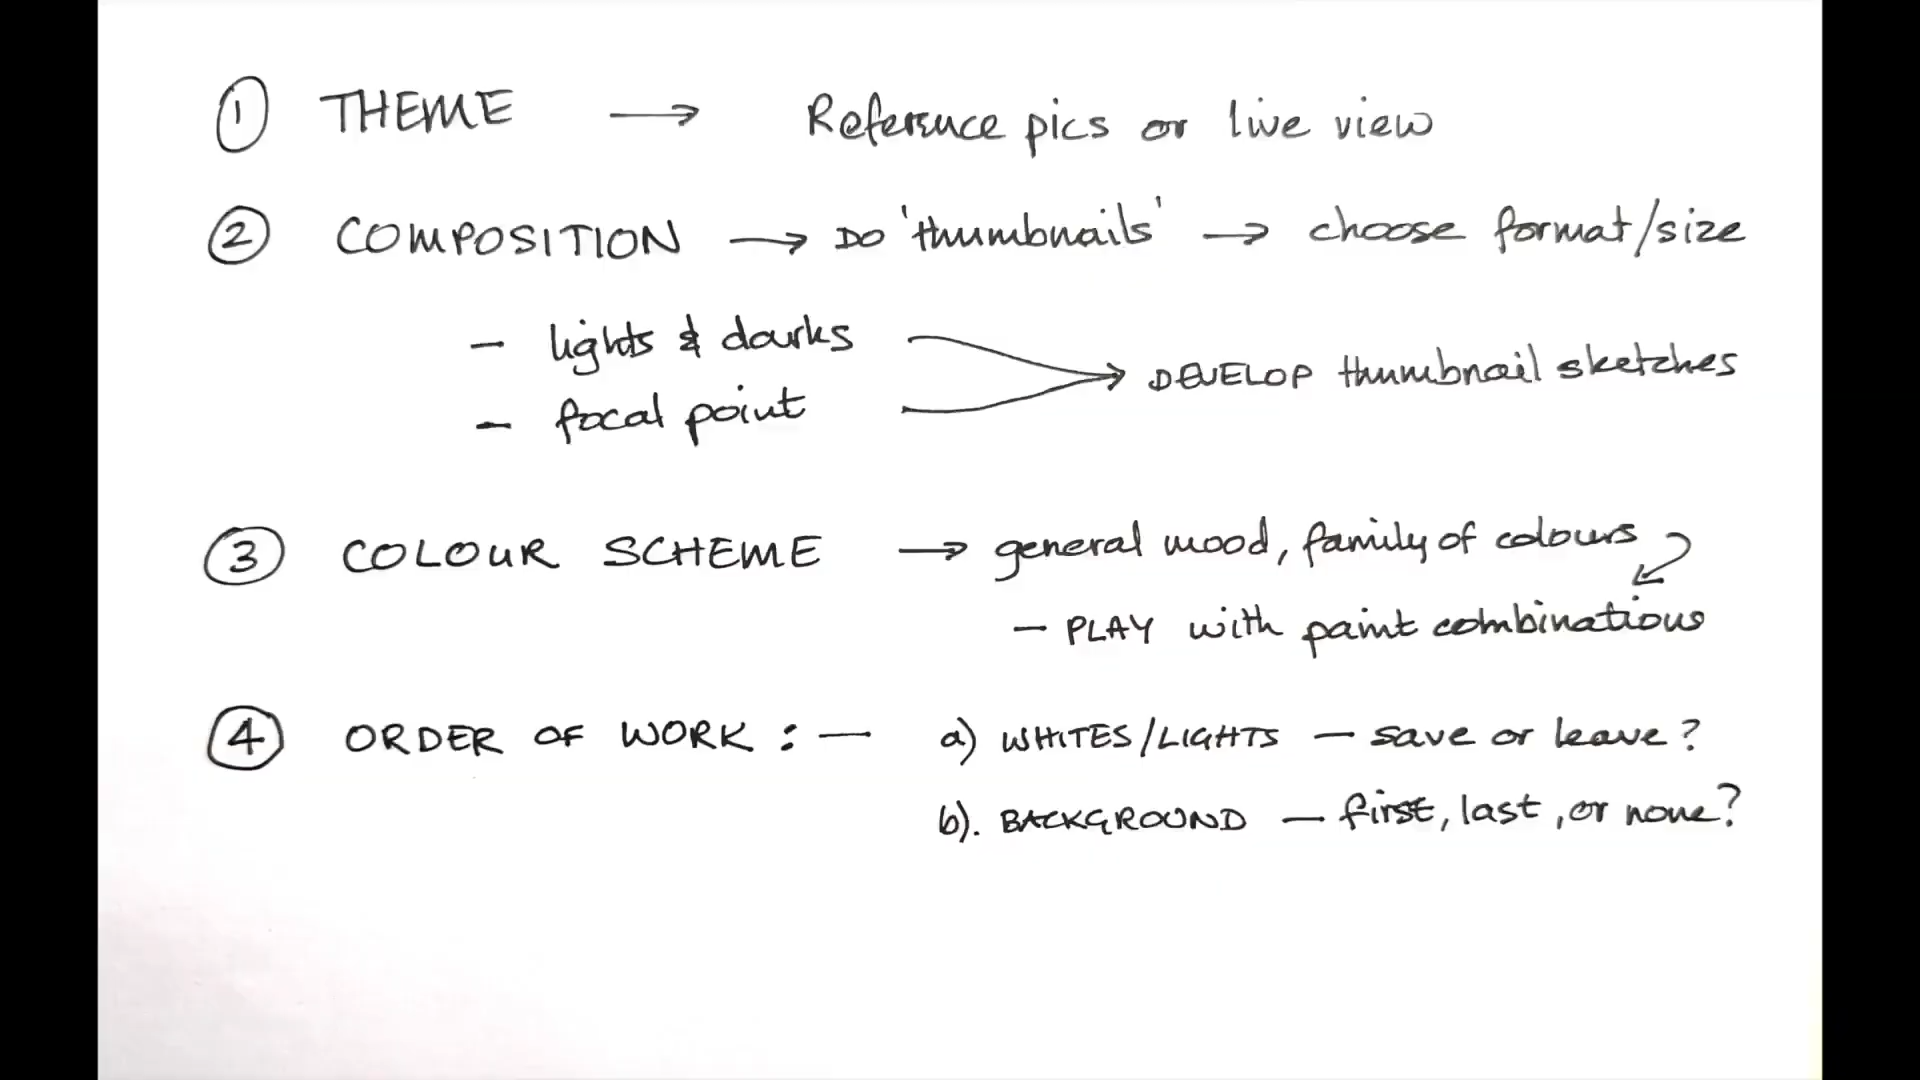 ① THEME → Reference pics or live view
② COMPOSITION → DO 'thumbnails' → choose format/size
- lights & darks
- focal point
→ DEVELOP thumbnail sketches
③ COLOUR SCHEME → general mood, family of colours
- PLAY with paint combinations
④ ORDER OF WORK : — a) WHITES/LIGHTS — save or leave?
b). BACKGROUND — first, last, or none?